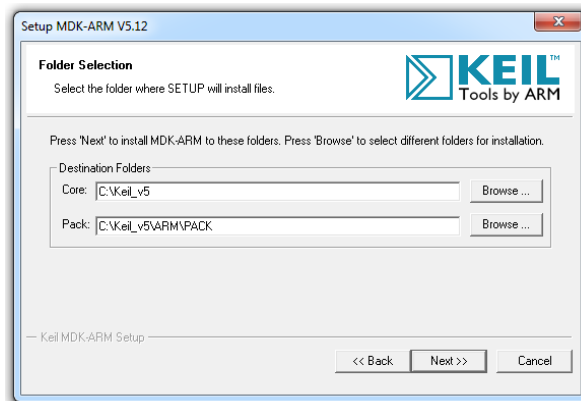 Setup MDK-ARM V5.12
Folder Selection
Select the folder where SETUP will install files.
KEIL™
Tools by ARM
Press 'Next' to install MDK-ARM to these folders. Press 'Browse' to select different folders for installation.
Destination Folders
Core: C:\Keil_v5 Browse ...
Pack: C:\Keil_v5\ARM\PACK Browse ...
Keil MDK-ARM Setup
<< Back Next >> Cancel